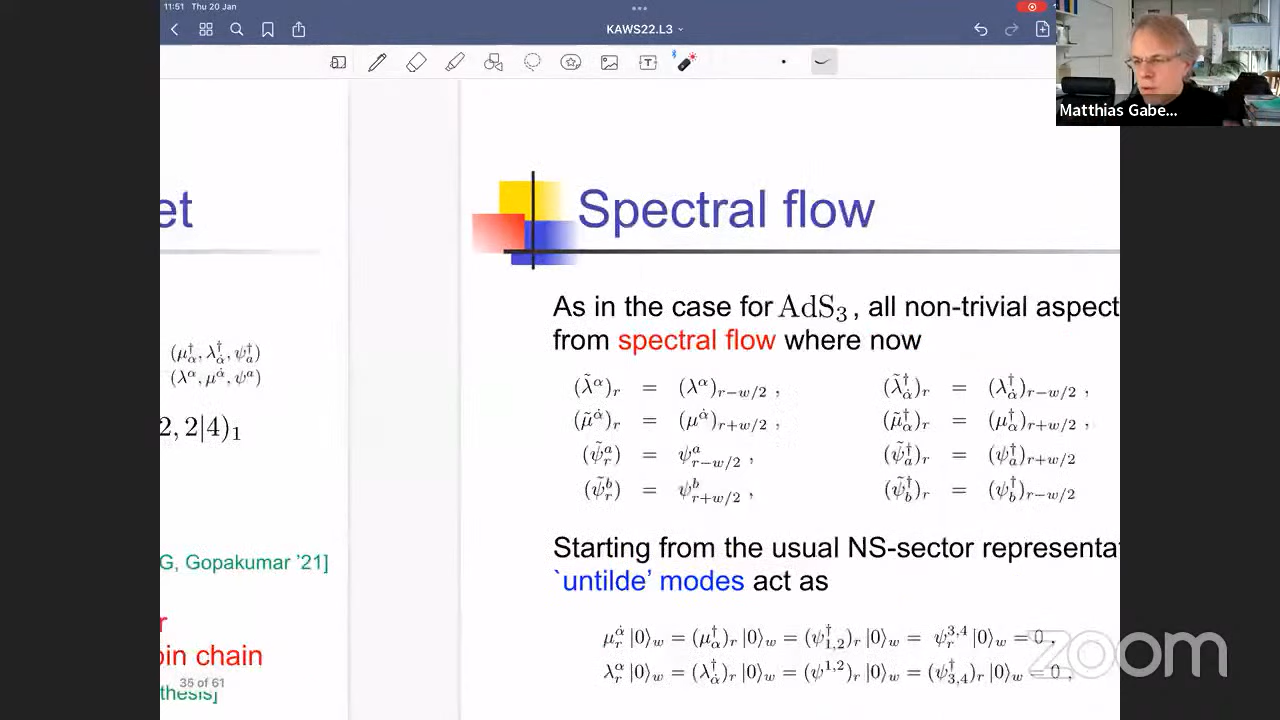 11:51 Thu 20 Jan
KAWS22.L3
Matthias Gabe...
et
(μ†_α, λ†_α̇, ψ†_a)
(λ^α, μ^α̇, ψ^a)
2, 2|4)_1
G, Gopakumar '21]
r
pin chain
35 of 61
thesis]
Spectral flow
As in the case for AdS_3, all non-trivial aspect
from spectral flow where now
(λ̃^α)_r = (λ^α)_{r−w/2} , (λ̃†_α̇)_r = (λ†_α̇)_{r−w/2} ,
(μ̃^α̇)_r = (μ^α̇)_{r+w/2} , (μ̃†_α)_r = (μ†_α)_{r+w/2} ,
(ψ̃^a_r) = ψ^a_{r−w/2} , (ψ̃†_a)_r = (ψ†_a)_{r+w/2}
(ψ̃^b_r) = ψ^b_{r+w/2} , (ψ̃†_b)_r = (ψ†_b)_{r−w/2}
Starting from the usual NS-sector representa
`untilde' modes act as
μ^α̇_r |0⟩_w = (μ†_α)_r |0⟩_w = (ψ†_{1,2})_r |0⟩_w = ψ^{3,4}_r |0⟩_w = 0 ,
λ^α_r |0⟩_w = (λ†_α̇)_r |0⟩_w = (ψ^{1,2})_r |0⟩_w = (ψ†_{3,4})_r |0⟩_w = 0 ,
zoom